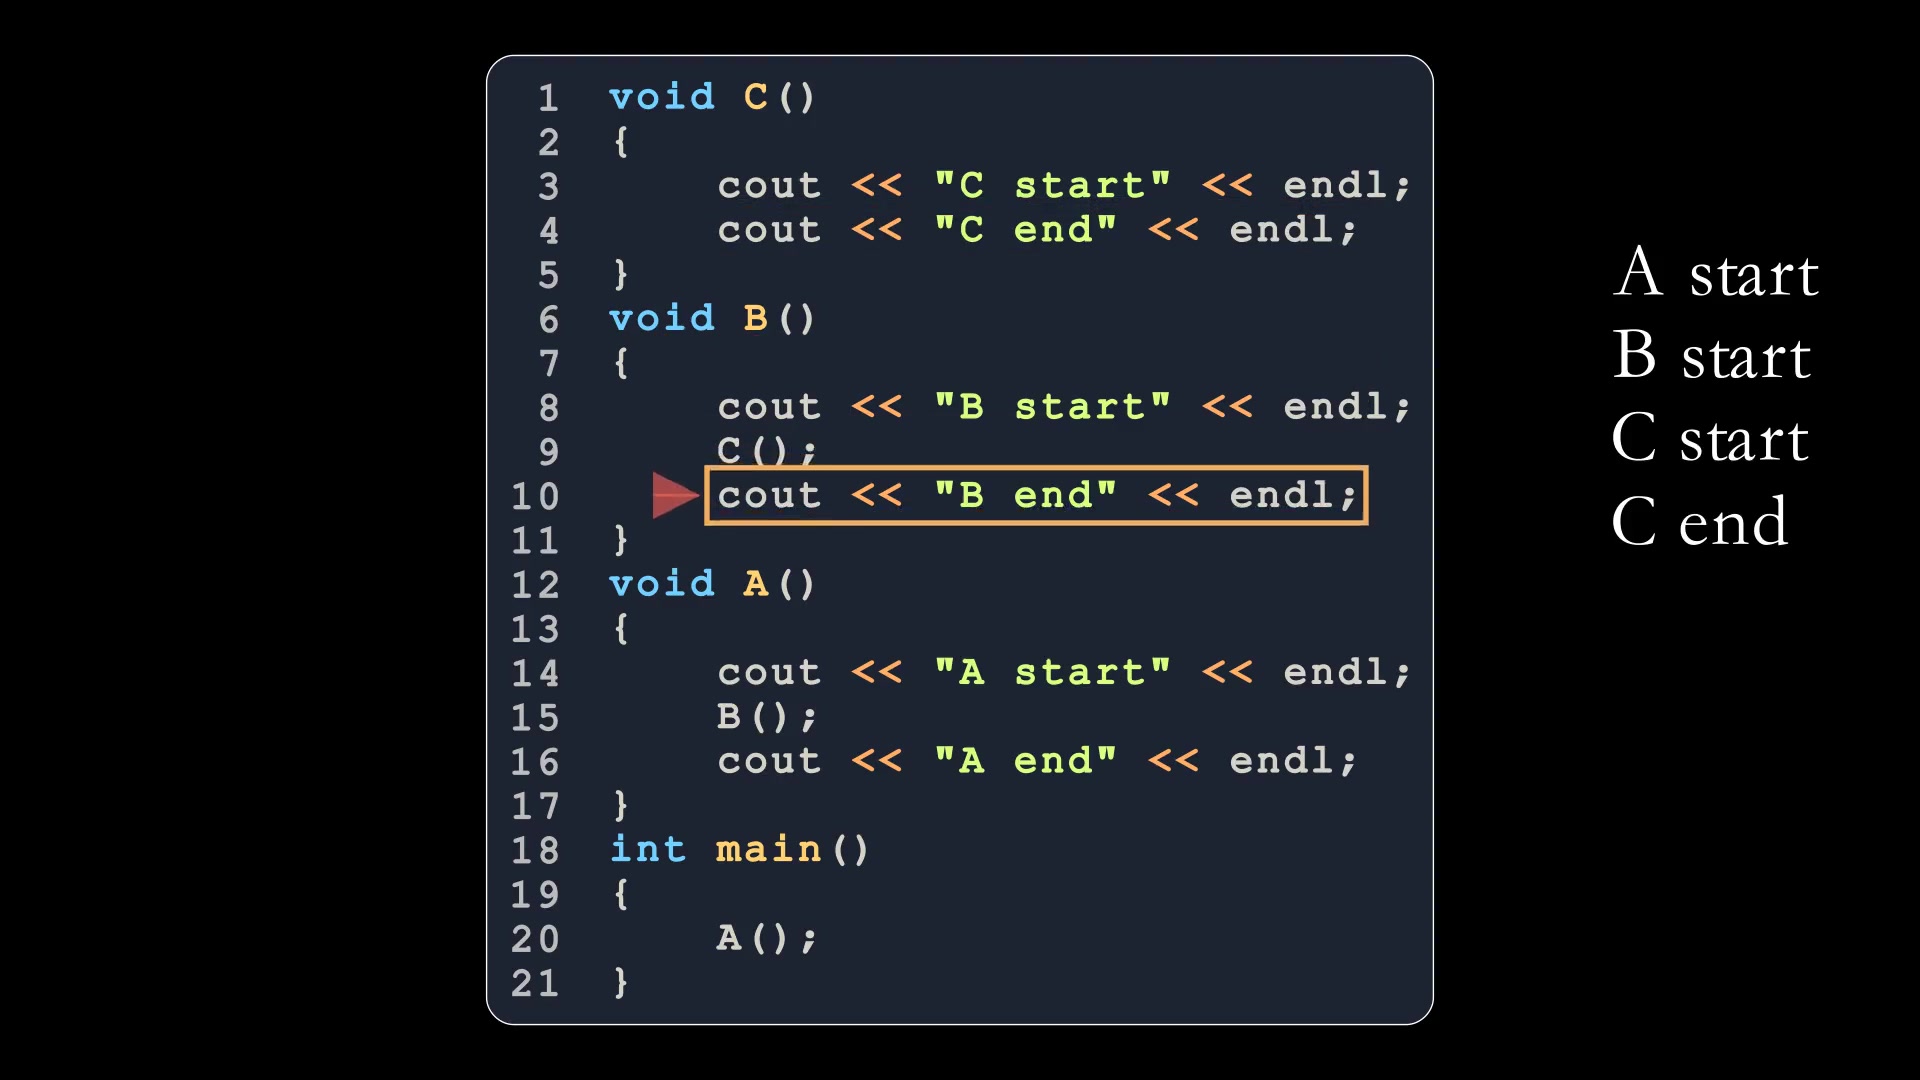 1 void C()
2 {
3 cout << "C start" << endl;
4 cout << "C end" << endl;
5 }
6 void B()
7 {
8 cout << "B start" << endl;
9 C();
10 cout << "B end" << endl;
11 }
12 void A()
13 {
14 cout << "A start" << endl;
15 B();
16 cout << "A end" << endl;
17 }
18 int main()
19 {
20 A();
21 }
A start
B start
C start
C end